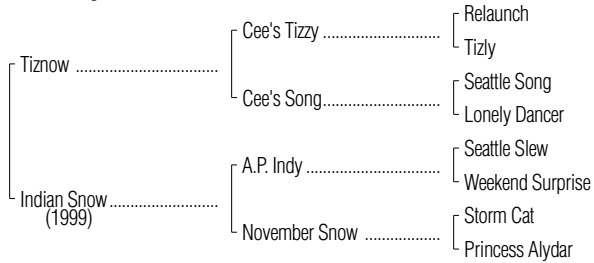 Relaunch
Cee's Tizzy ..............................
Tizly
Tiznow ....................................
Seattle Song
Cee's Song..............................
Lonely Dancer
Seattle Slew
A.P. Indy ..................................
Weekend Surprise
Indian Snow............................
(1999)
Storm Cat
November Snow ...................
Princess Alydar